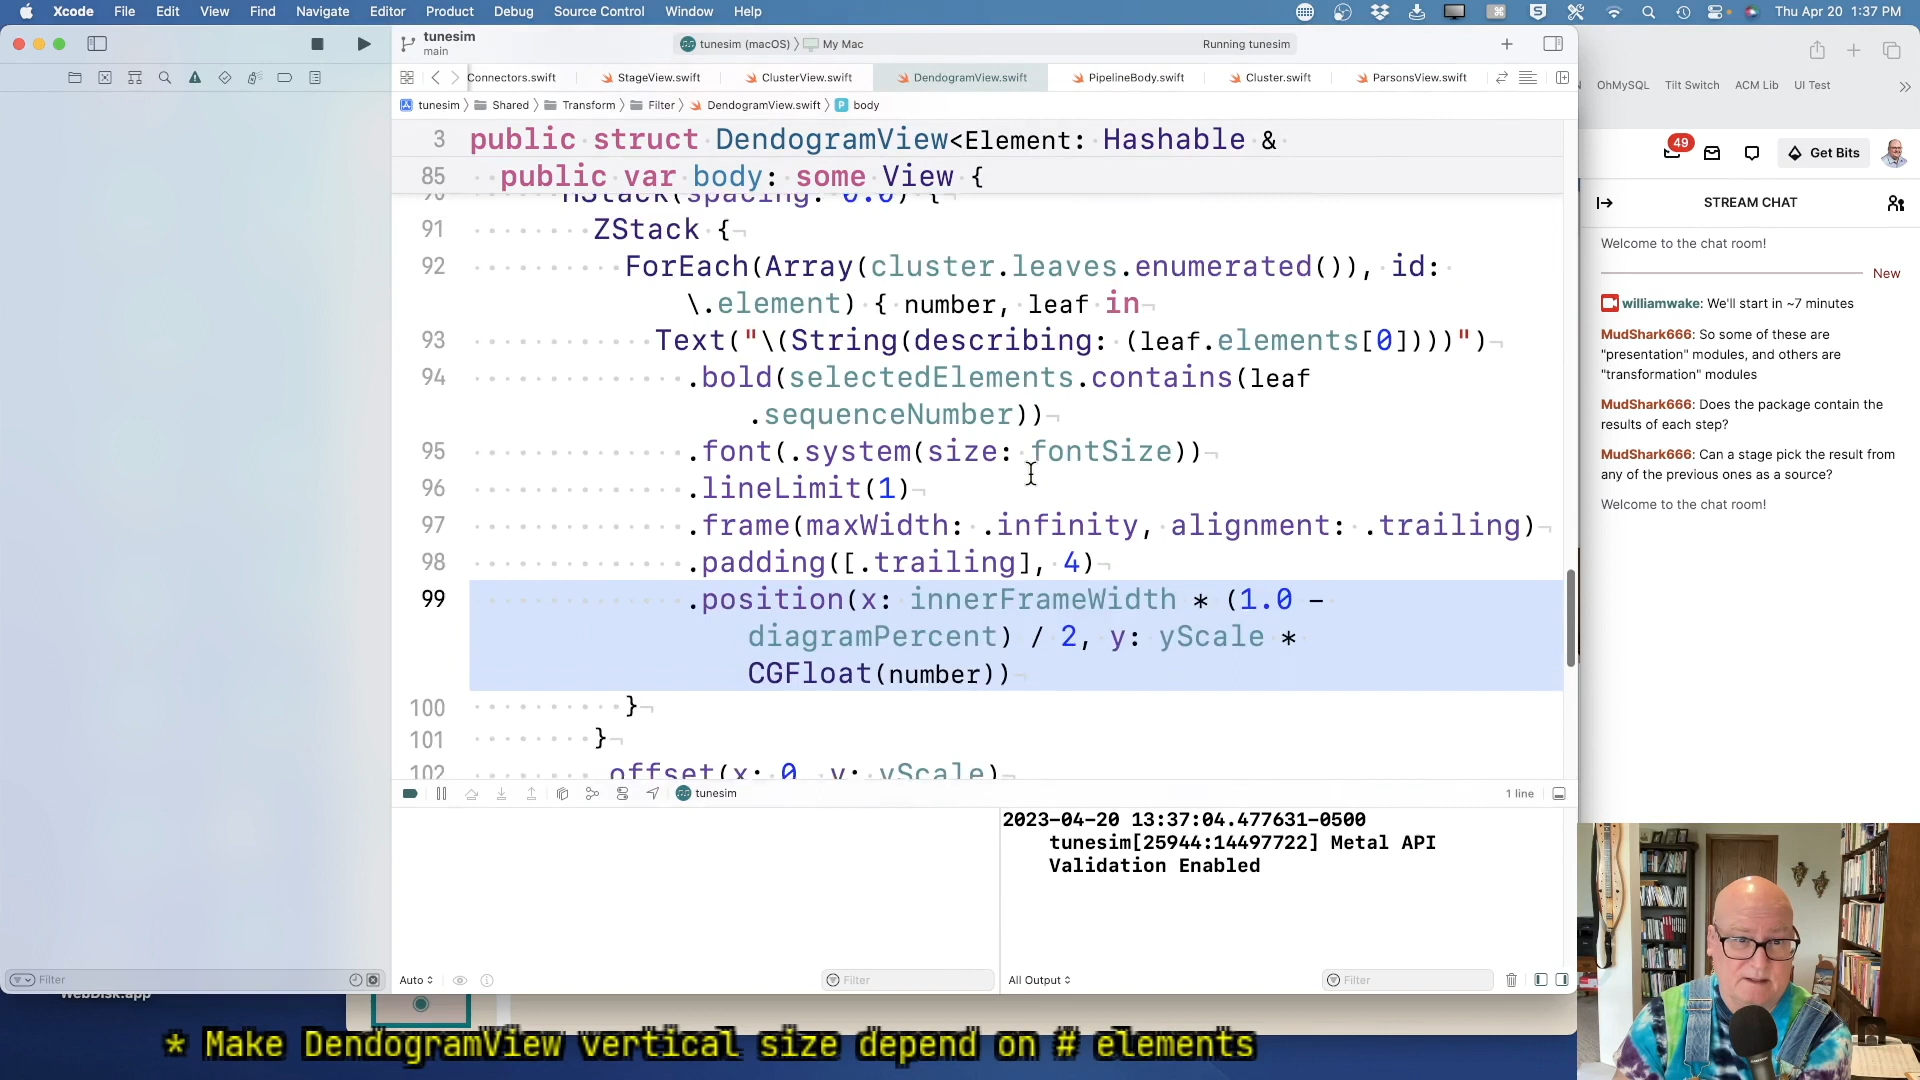 Xcode File Edit View Find Navigate Editor Product Debug Source Control Window Help
Thu Apr 20 1:37 PM
tunesim
main
tunesim (macOS) 〉 My Mac
Running tunesim
Connectors.swift StageView.swift ClusterView.swift DendogramView.swift PipelineBody.swift Cluster.swift ParsonsView.swift
tunesim 〉 Shared 〉 Transform 〉 Filter 〉 DendogramView.swift 〉 P body
3 public struct DendogramView<Element: Hashable &
85 public var body: some View {
HStack(spacing: 0.0) {
91 ZStack {
92 ForEach(Array(cluster.leaves.enumerated()), id:
\.element) { number, leaf in
93 Text("\(String(describing: (leaf.elements[0])))")
94 .bold(selectedElements.contains(leaf
.sequenceNumber))
95 .font(.system(size: fontSize))
96 .lineLimit(1)
97 .frame(maxWidth: .infinity, alignment: .trailing)
98 .padding([.trailing], 4)
99 .position(x: innerFrameWidth * (1.0 -
diagramPercent) / 2, y: yScale *
CGFloat(number))
100 }
101 }
102 .offset(x: 0, y: yScale)
tunesim
1 line
2023-04-20 13:37:04.477631-0500
tunesim[25944:14497722] Metal API
Validation Enabled
Filter
Auto
Filter
All Output
Filter
WebDisk.app
* Make DendogramView vertical size depend on # elements
OhMySQL Tilt Switch ACM Lib UI Test
49
Get Bits
STREAM CHAT
Welcome to the chat room!
New
williamwake: We'll start in ~7 minutes
MudShark666: So some of these are
"presentation" modules, and others are
"transformation" modules
MudShark666: Does the package contain the
results of each step?
MudShark666: Can a stage pick the result from
any of the previous ones as a source?
Welcome to the chat room!